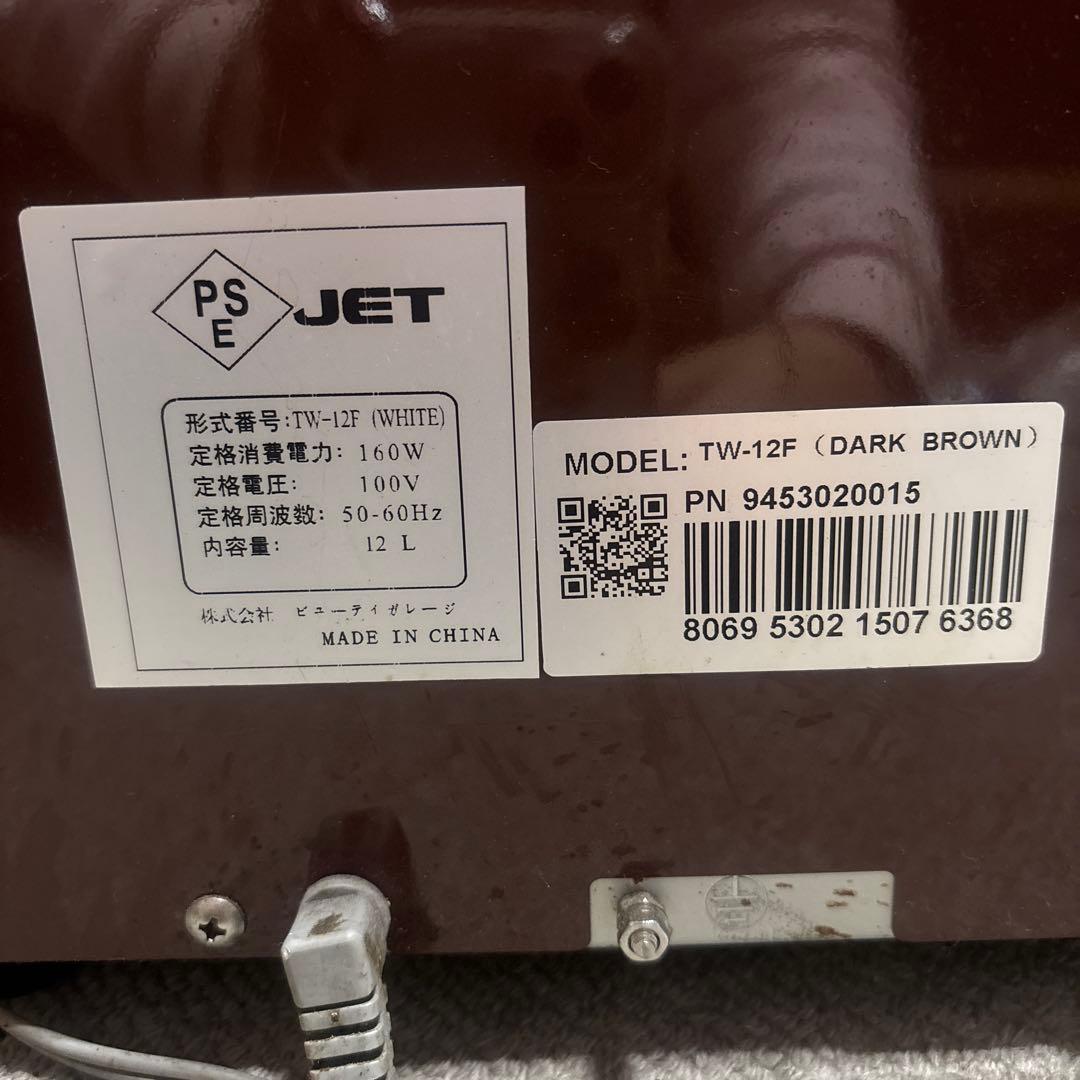 PS
E
JET
形式番号:TW-12F (WHITE)
定格消費電力: 160W
定格電圧: 100V
定格周波数: 50-60Hz
内容量: 12 L
株式会社 ビューティガレージ
MADE IN CHINA
MODEL: TW-12F (DARK BROWN)
PN 9453020015
8069 5302 1507 6368